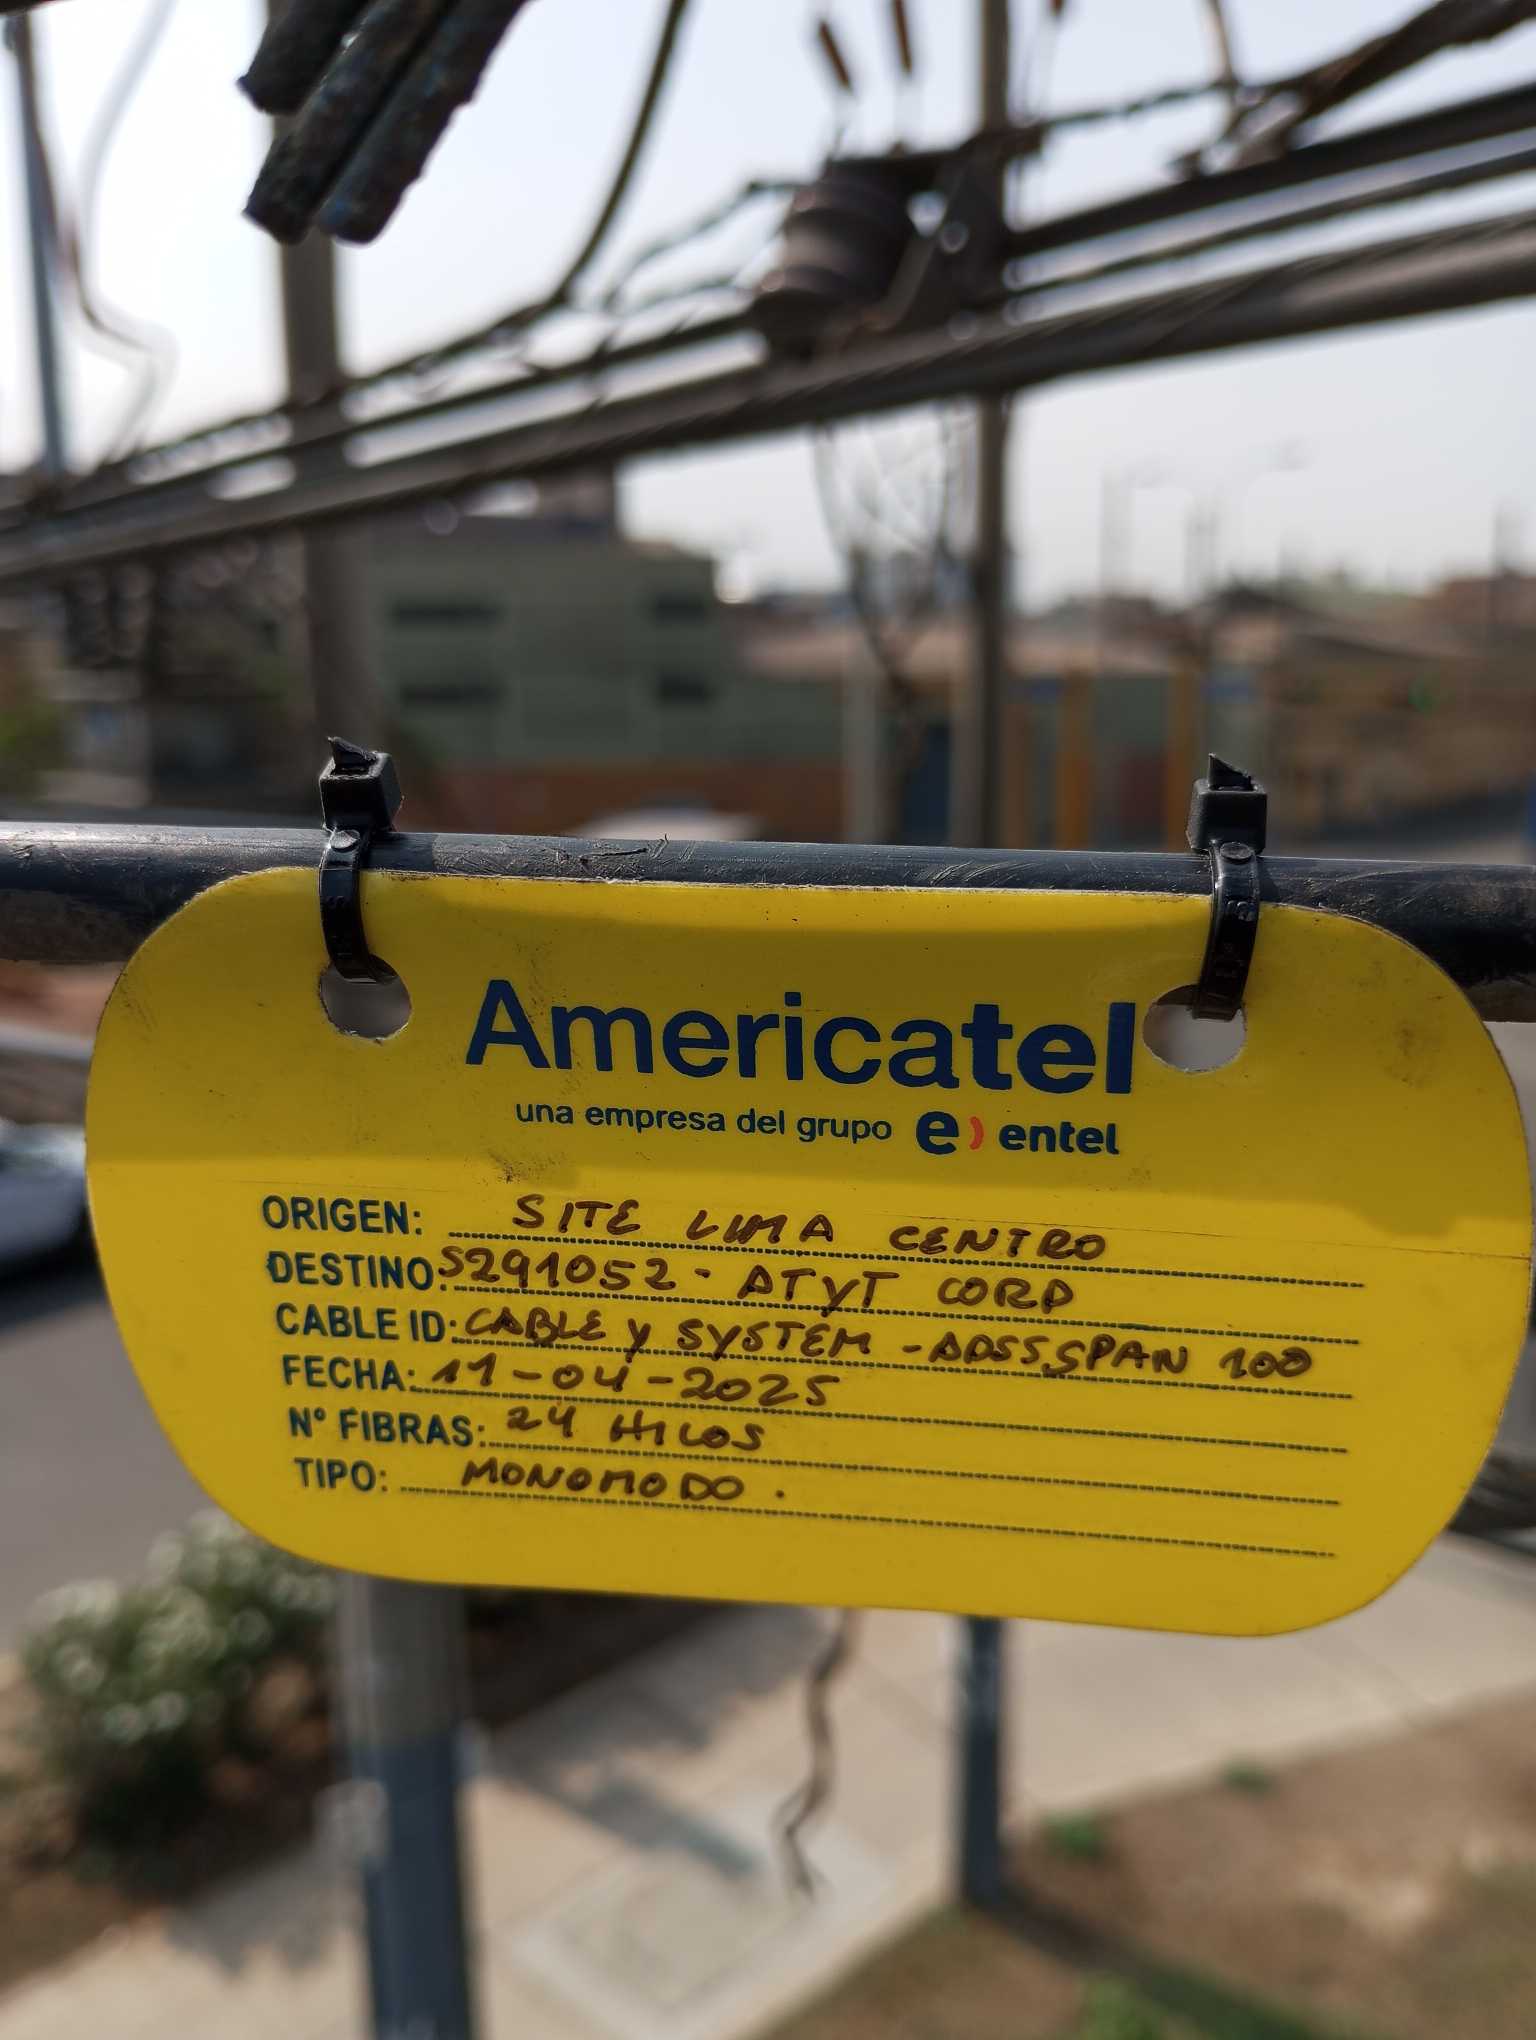 Americatel
una empresa del grupo e) entel
ORIGEN: SITE LIMA CENTRO
DESTINO: S291052 - ATyT CORP
CABLE ID: CABLE y SYSTEM - ADSS SPAN 100
FECHA: 11-04-2025
N° FIBRAS: 24 HILOS
TIPO: MONOMODO.